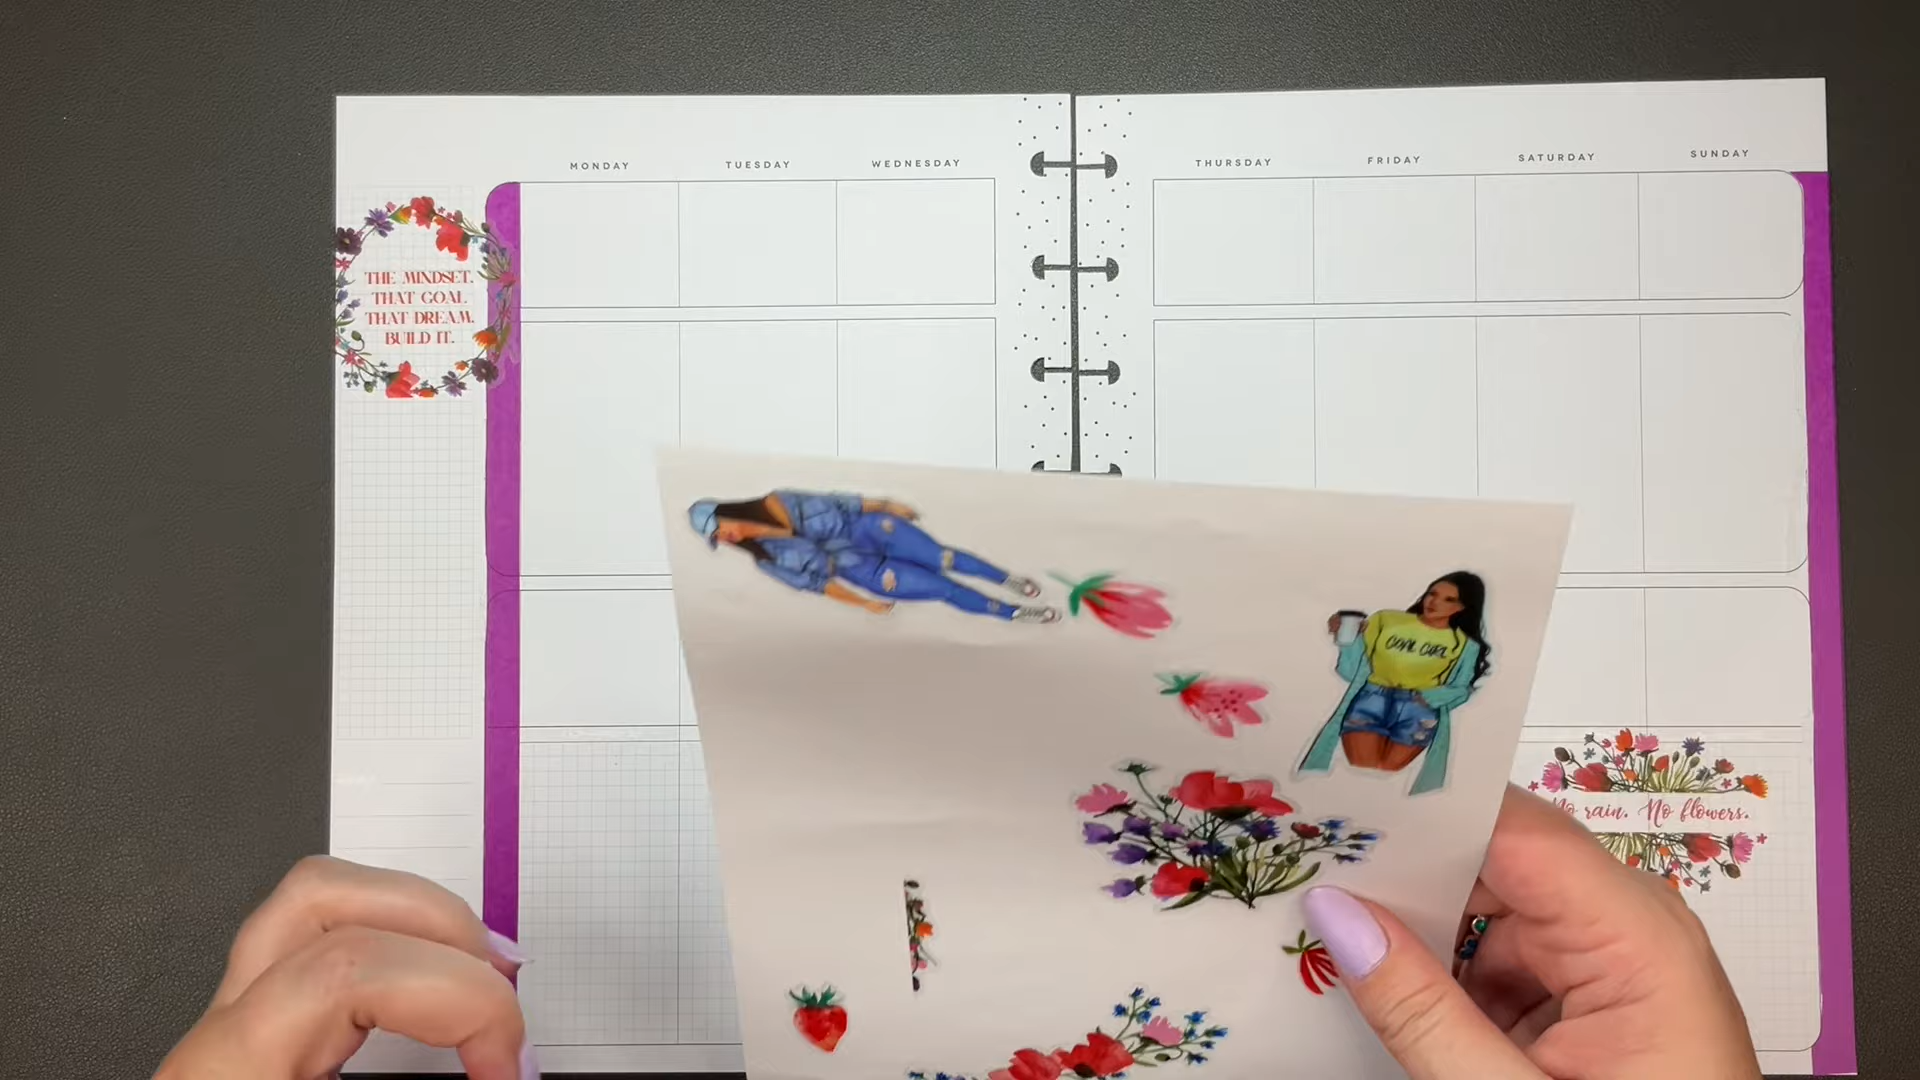 MONDAY
TUESDAY
WEDNESDAY
THURSDAY
FRIDAY
SATURDAY
SUNDAY
THE MINDSET.
THAT GOAL
THAT DREAM.
BUILD IT.
GIRL
No rain. No flowers.